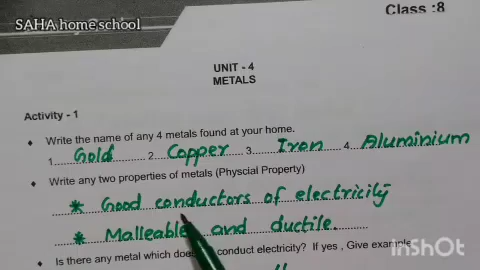 SAHA home school
Class :8
UNIT - 4
METALS
Activity - 1
♦ Write the name of any 4 metals found at your home.
1 Gold 2 Copper 3 Iron 4 Aluminium
♦ Write any two properties of metals (Physcial Property)
* Good conductors of electricity
* Malleable and ductile.
♦ Is there any metal which conduct electricity? If yes , Give example
InShOt